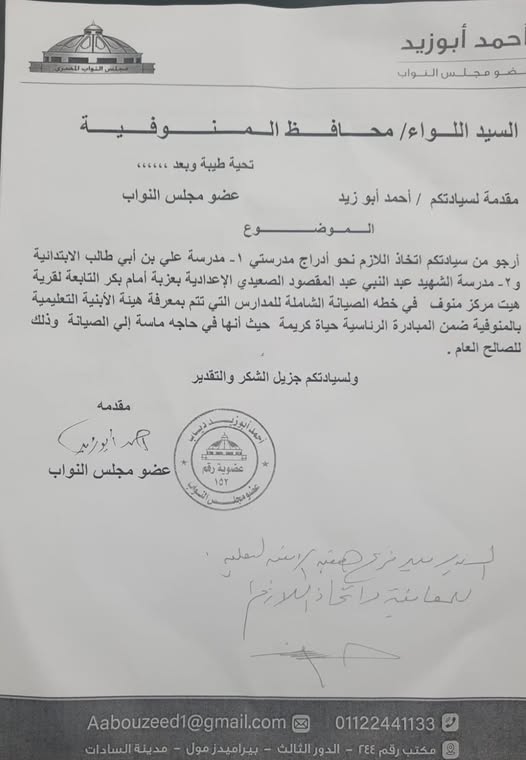 مجلس النواب المصري
أحمد أبوزيد
عضو مجلس النواب
السيد اللواء/ محافظ المنوفية
تحية طيبة وبعد ،،،،،،
مقدمة لسيادتكم / أحمد أبو زيد عضو مجلس النواب
الموضوع
أرجو من سيادتكم اتخاذ اللازم نحو أدراج مدرستي ١- مدرسة علي بن أبي طالب الابتدائية
و٢- مدرسة الشهيد عبد النبي عبد المقصود الصعيدي الإعدادية بعزبة أمام بكر التابعة لقرية
هيت مركز منوف في خطه الصيانة الشاملة للمدارس التي تتم بمعرفة هيئة الأبنية التعليمية
بالمنوفية ضمن المبادرة الرئاسية حياة كريمة حيث أنها في حاجه ماسة إلي الصيانة وذلك
للصالح العام .
ولسيادتكم جزيل الشكر والتقدير
مقدمه
أحمد أبوزيد
عضو مجلس النواب
أحمد أبوزيد دياب
عضوية رقم
١٥٢
عضو مجلس النواب
السيد مدير فرع هيئة الأبنية التعليمية
للمعاينة واتخاذ اللازم
Aabouzeed1@gmail.com 01122441133
مكتب رقم ٢٤٤ - الدور الثالث - بيراميدز مول - مدينة السادات